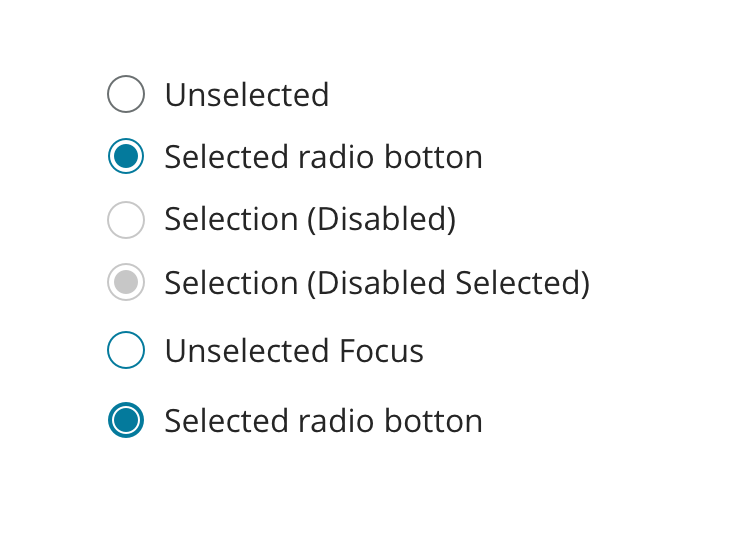 Unselected
Selected radio botton
Selection (Disabled)
Selection (Disabled Selected)
Unselected Focus
Selected radio botton